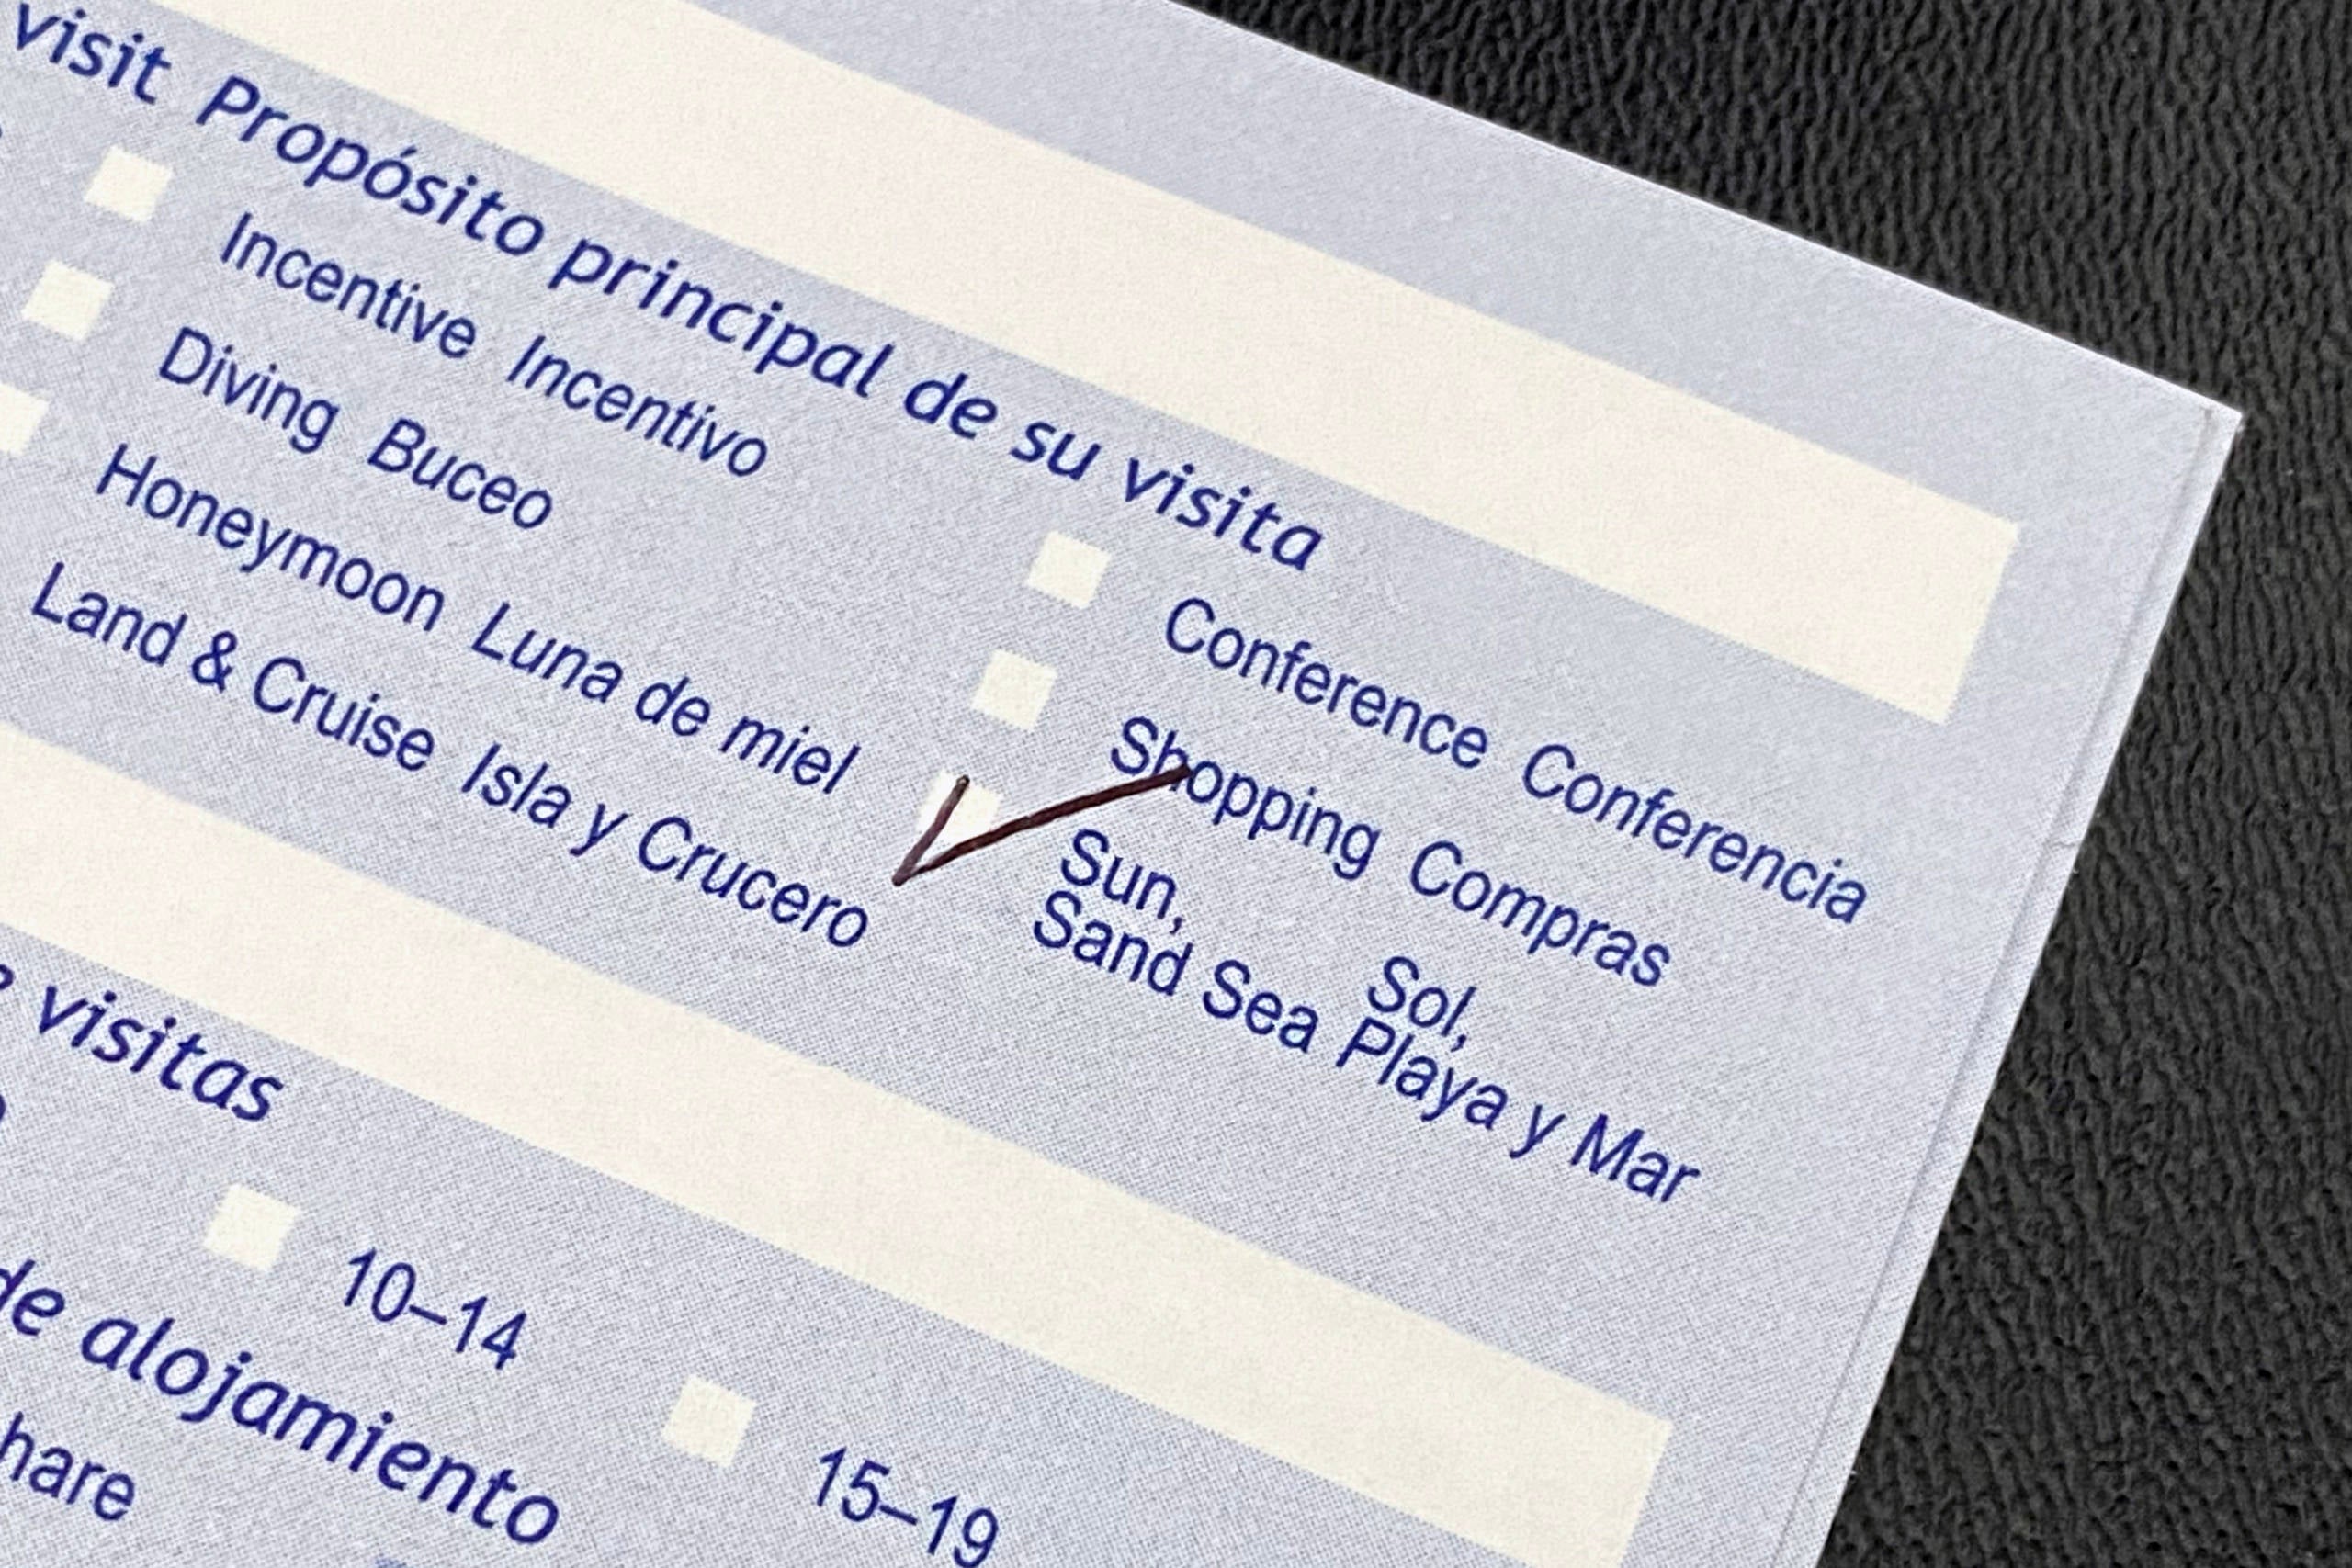 visit Propósito principal de su visita
Incentive Incentivo
Conference Conferencia
Diving Buceo
Shopping Compras
Honeymoon Luna de miel
Sun, Sol,
Sand Sea Playa y Mar
Land & Cruise Isla y Crucero
visitas
10–14
15–19
de alojamiento